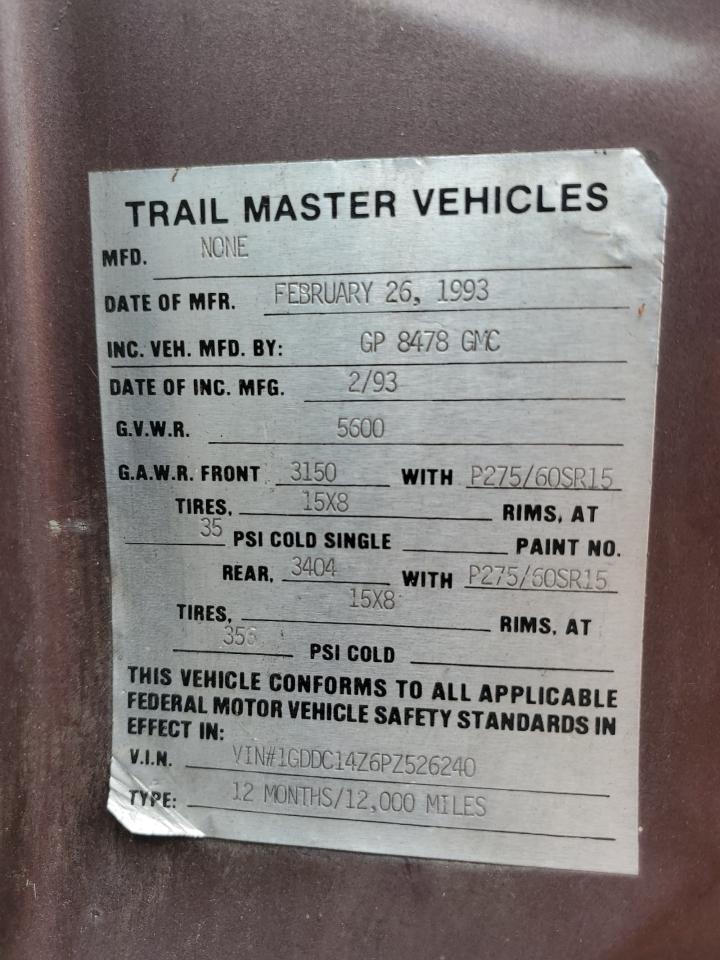 TRAIL MASTER VEHICLES
MFD. NONE
DATE OF MFR. FEBRUARY 26, 1993
INC. VEH. MFD. BY: GP 8478 GMC
DATE OF INC. MFG. 2/93
G.V.W.R. 5600
G.A.W.R. FRONT 3150 WITH P275/60SR15
TIRES, 15X8 RIMS, AT
35 PSI COLD SINGLE PAINT NO.
REAR, 3404 WITH P275/60SR15
TIRES, 15X8 RIMS, AT
PSI COLD
THIS VEHICLE CONFORMS TO ALL APPLICABLE
FEDERAL MOTOR VEHICLE SAFETY STANDARDS IN
EFFECT IN:
V.I.N. VIN#1GDDC14Z6PZ526240
TYPE: 12 MONTHS/12,000 MILES